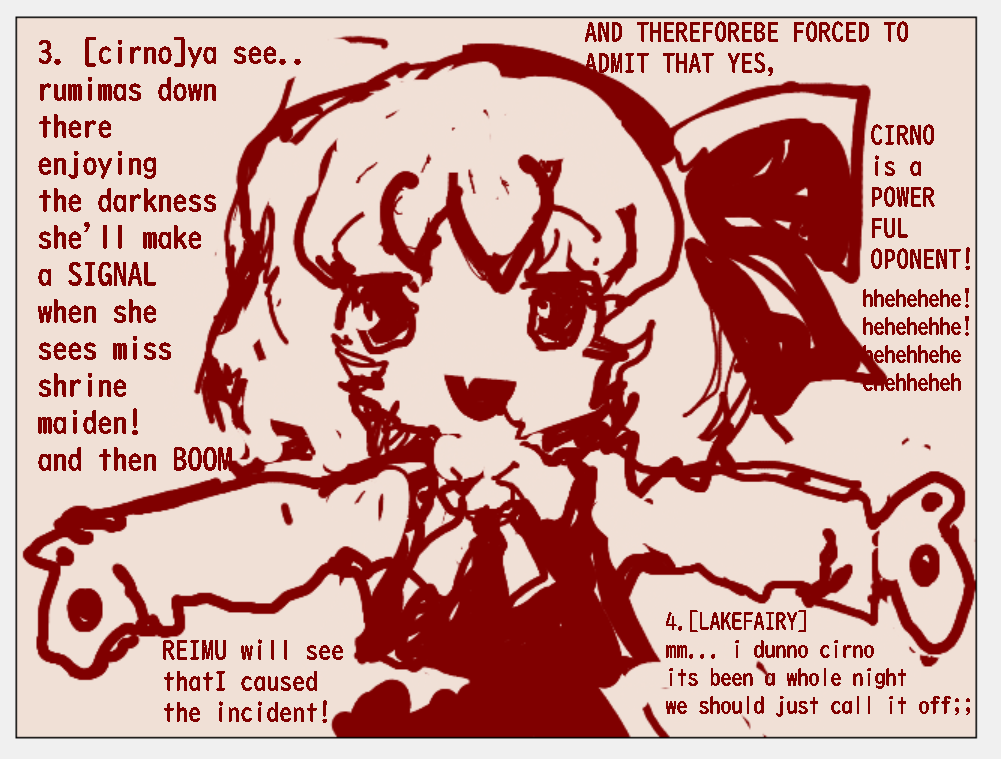 3. [cirno]ya see..
rumimas down
there
enjoying
the darkness
she'll make
a SIGNAL
when she
sees miss
shrine
maiden!
and then BOOM
REIMU will see
thatI caused
the incident!
AND THEREFOREBE FORCED TO
ADMIT THAT YES,
CIRNO
is a
POWER
FUL
OPONENT!
hhehehehe!
hehehehhe!
hehehhehe
ehehheheh
4.[LAKEFAIRY]
mm... i dunno cirno
its been a whole night
we should just call it off;;